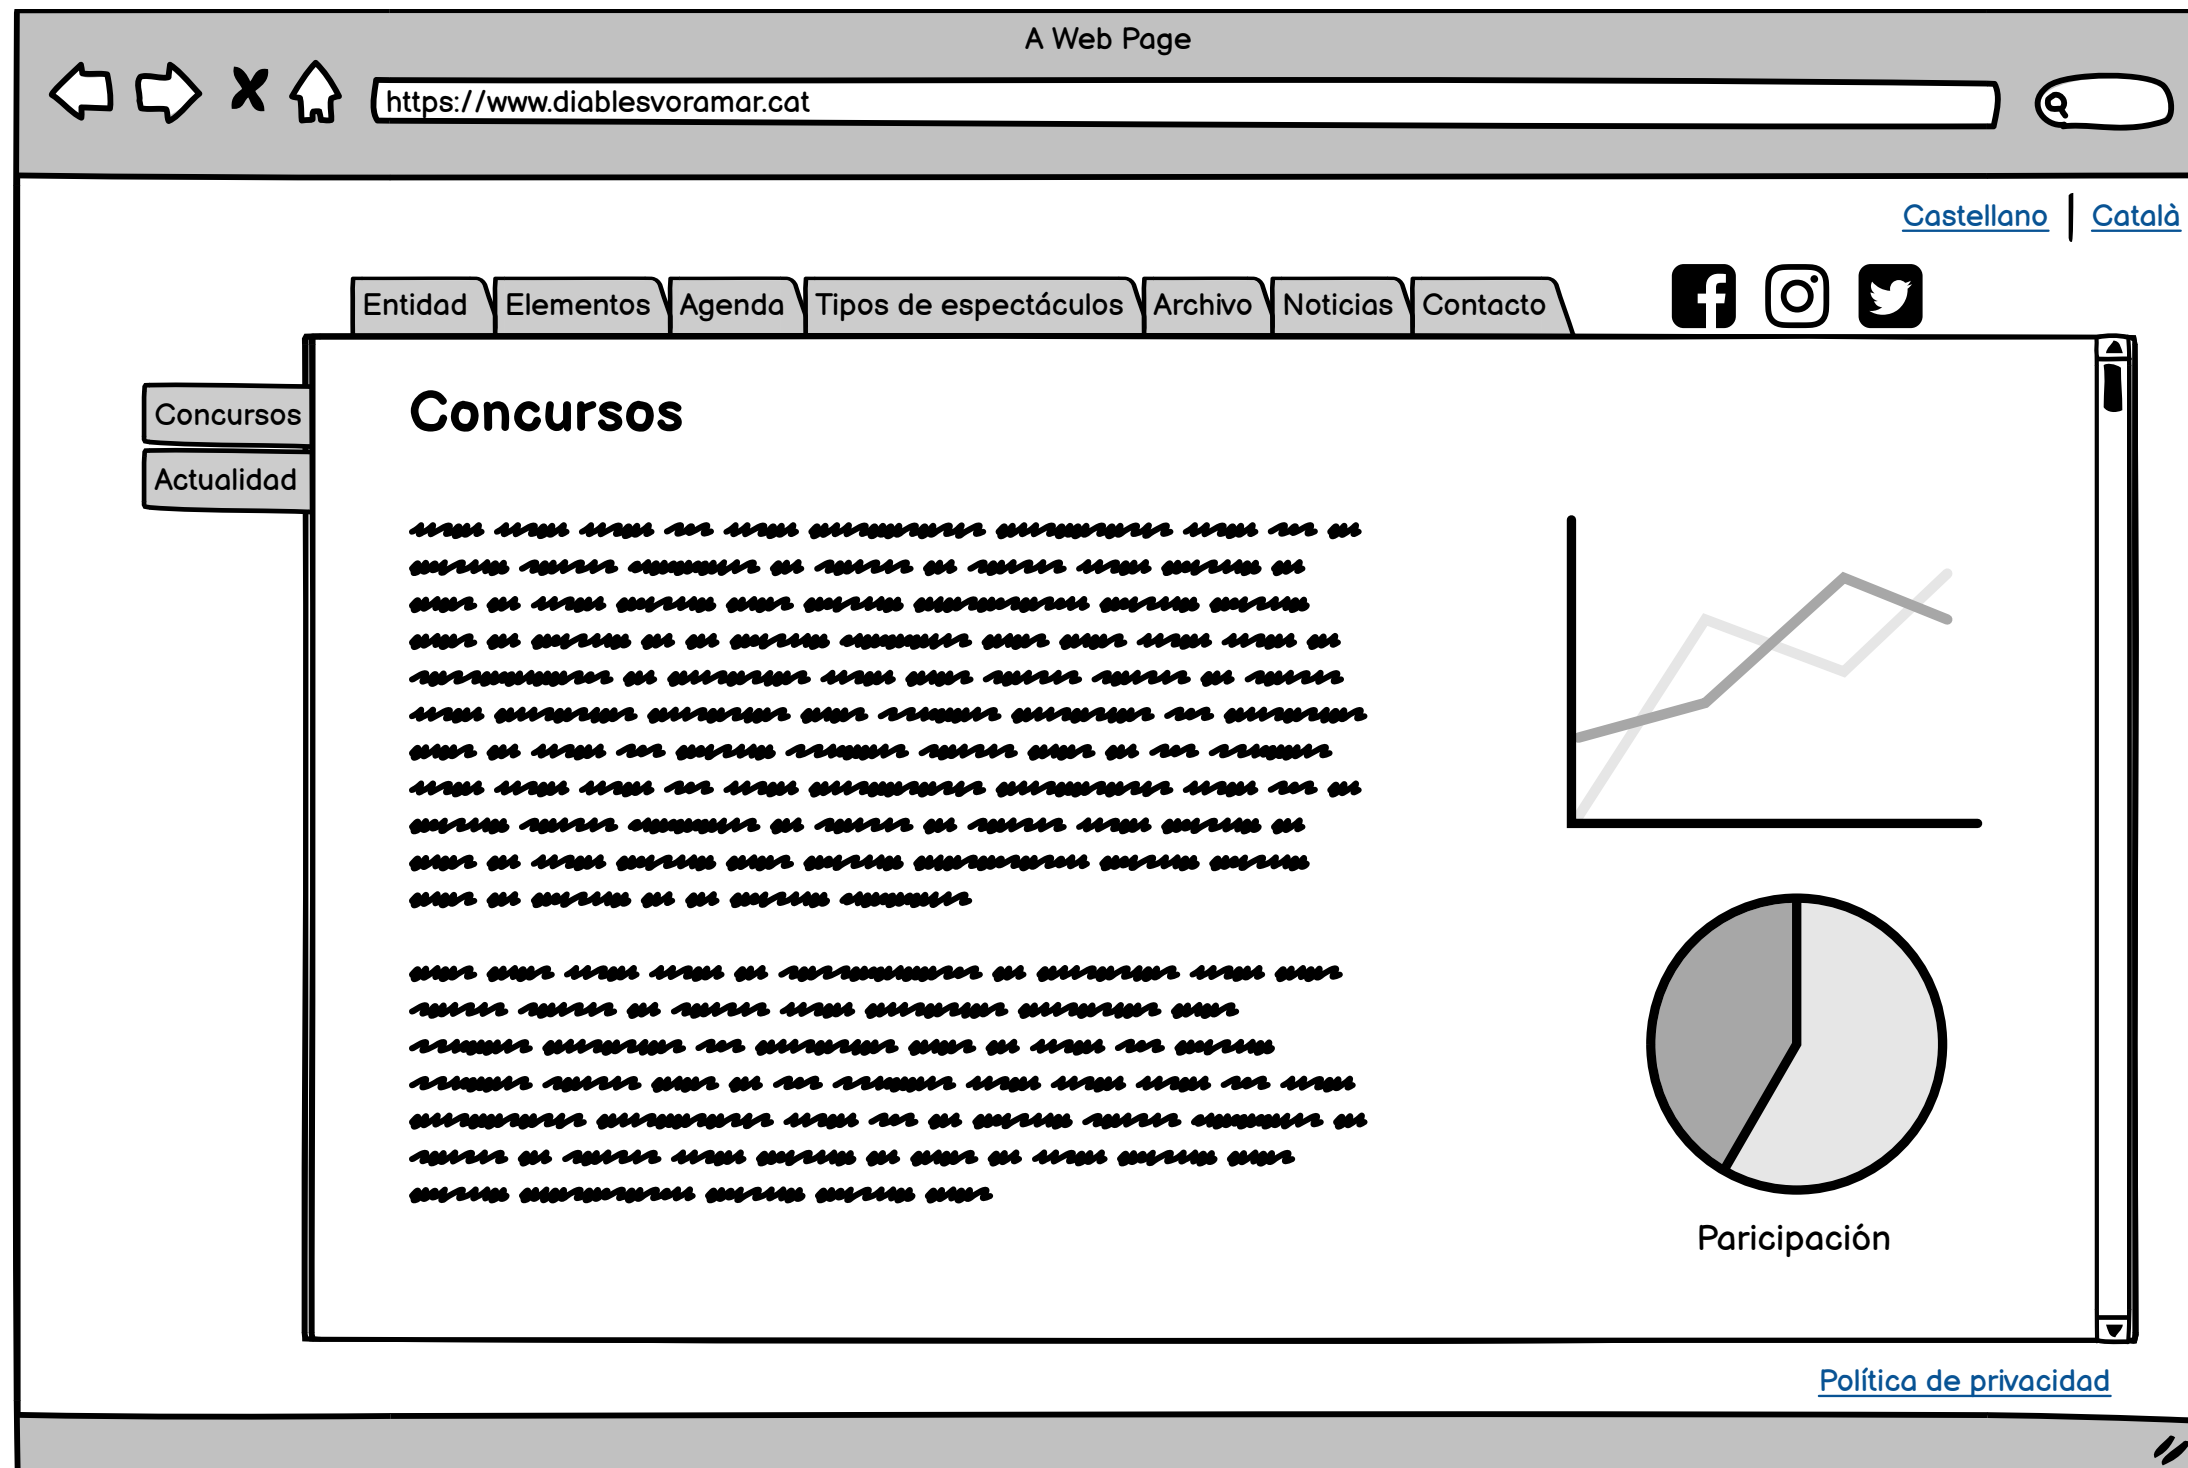 A Web Page
https://www.diablesvoramar.cat
Castellano | Català
Entidad Elementos Agenda Tipos de espectáculos Archivo Noticias Contacto
Concursos
Actualidad
Concursos
Paricipación
Política de privacidad